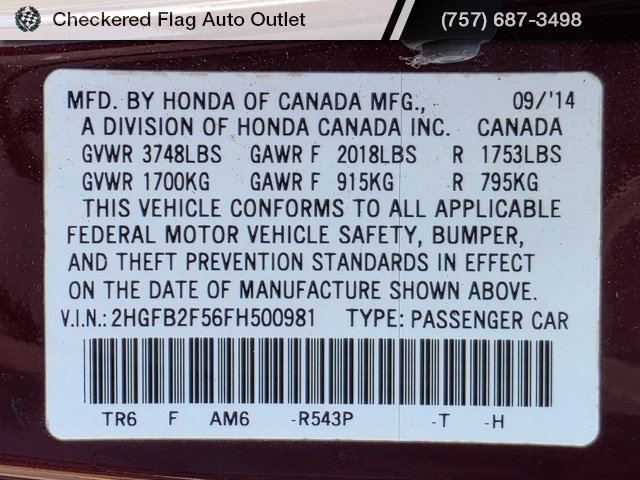 Checkered Flag Auto Outlet (757) 687-3498
MFD. BY HONDA OF CANADA MFG., 09/'14
A DIVISION OF HONDA CANADA INC. CANADA
GVWR 3748LBS GAWR F 2018LBS R 1753LBS
GVWR 1700KG GAWR F 915KG R 795KG
THIS VEHICLE CONFORMS TO ALL APPLICABLE
FEDERAL MOTOR VEHICLE SAFETY, BUMPER,
AND THEFT PREVENTION STANDARDS IN EFFECT
ON THE DATE OF MANUFACTURE SHOWN ABOVE.
V.I.N.: 2HGFB2F56FH500981 TYPE: PASSENGER CAR
TR6 F AM6 -R543P -T -H